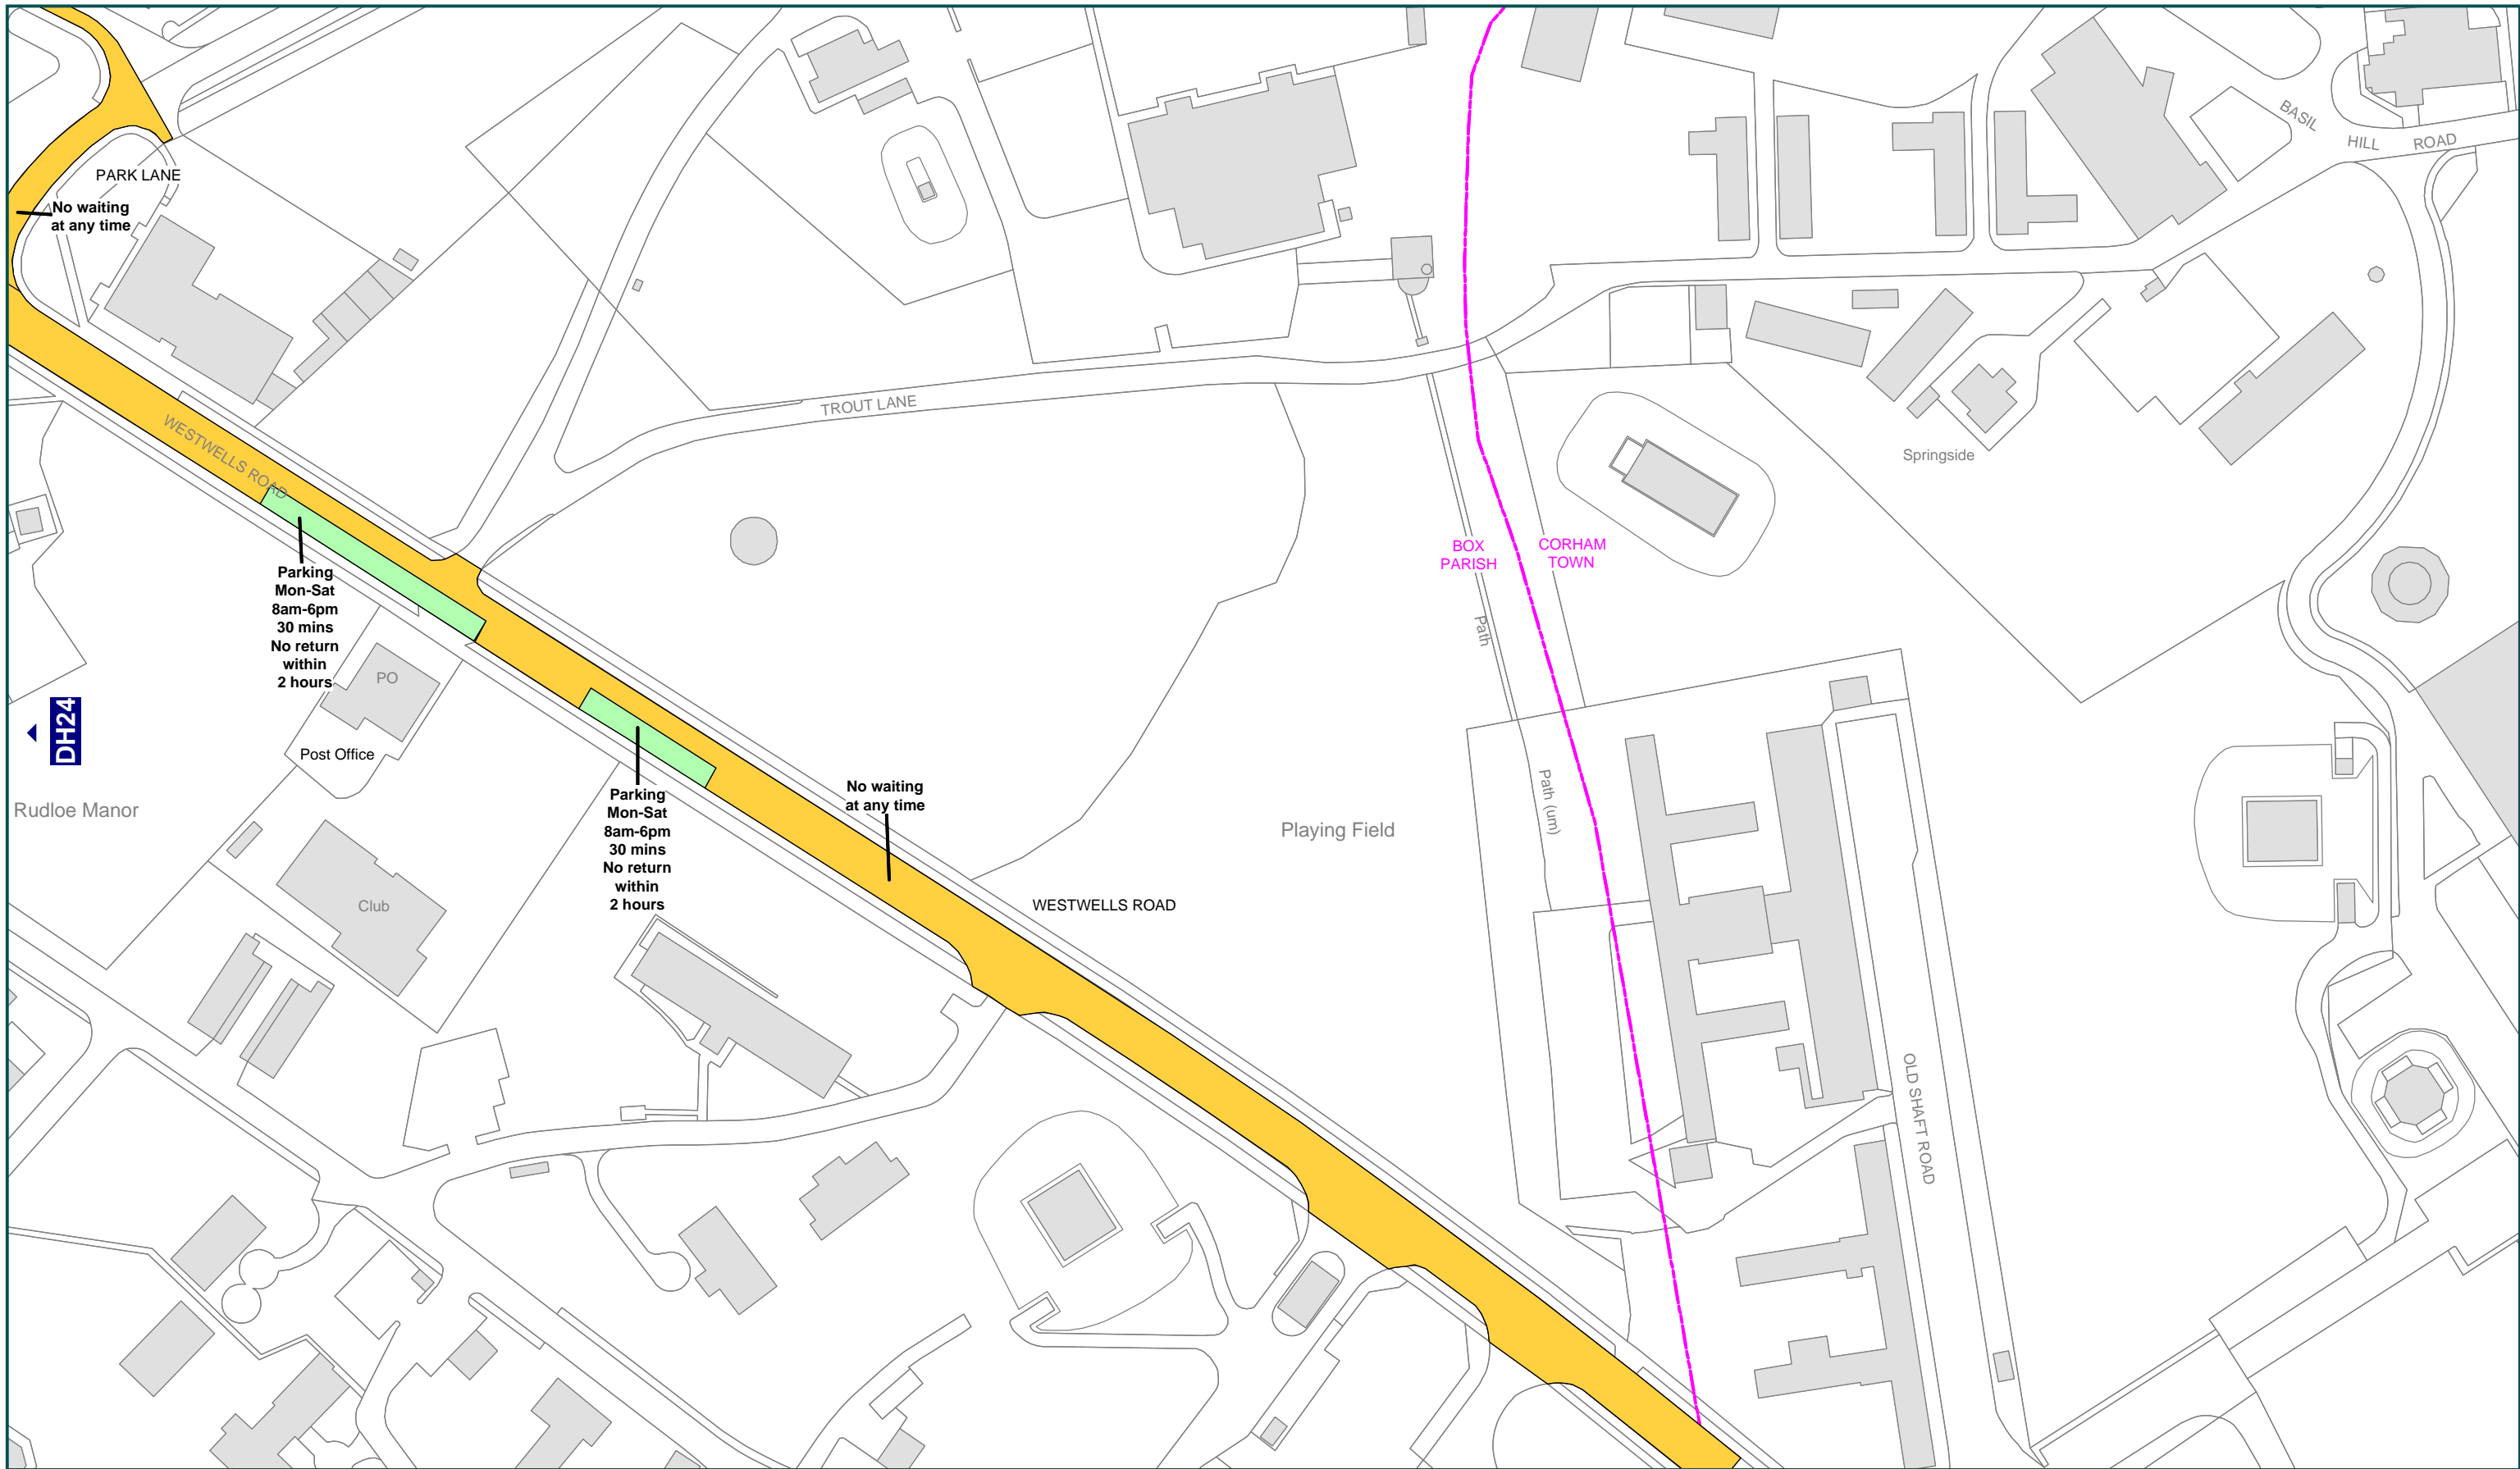 BASIL
HILL
ROAD
PARK LANE
No waiting
at any time
TROUT LANE
WESTWELLS ROAD
Springside
BOX
PARISH
CORHAM
TOWN
Parking
Mon-Sat
8am-6pm
30 mins
No return
within
2 hours
Path
PO
DH24
Post Office
Rudloe Manor
Parking
Mon-Sat
8am-6pm
30 mins
No return
within
2 hours
No waiting
at any time
Path (um)
Playing Field
Club
WESTWELLS ROAD
OLD SHAFT ROAD